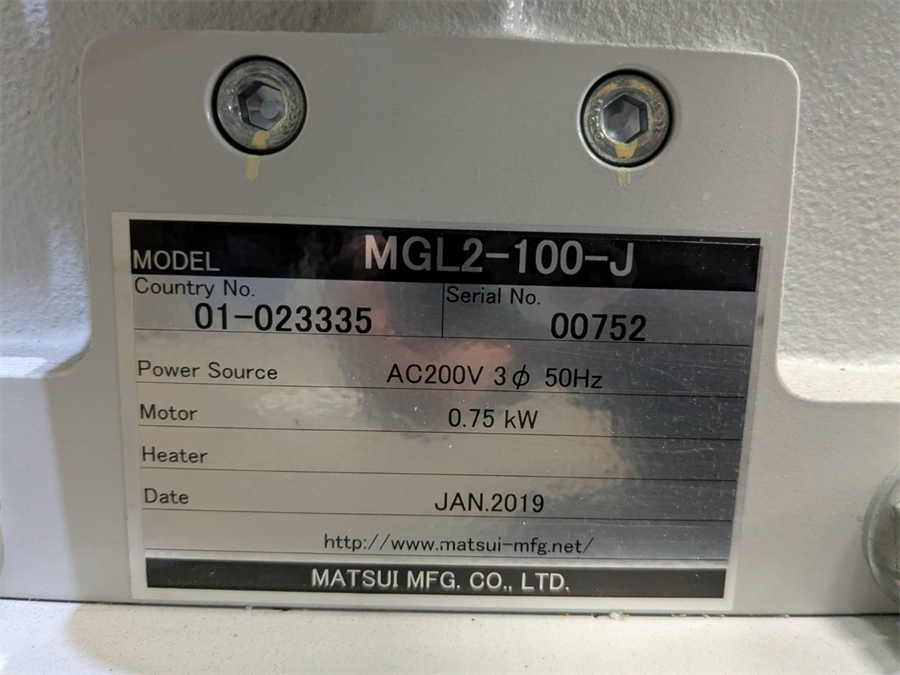 MODEL MGL2-100-J
Country No. Serial No.
01-023335 00752
Power Source AC200V 3φ 50Hz
Motor 0.75 kW
Heater
Date JAN.2019
http://www.matsui-mfg.net/
MATSUI MFG. CO., LTD.